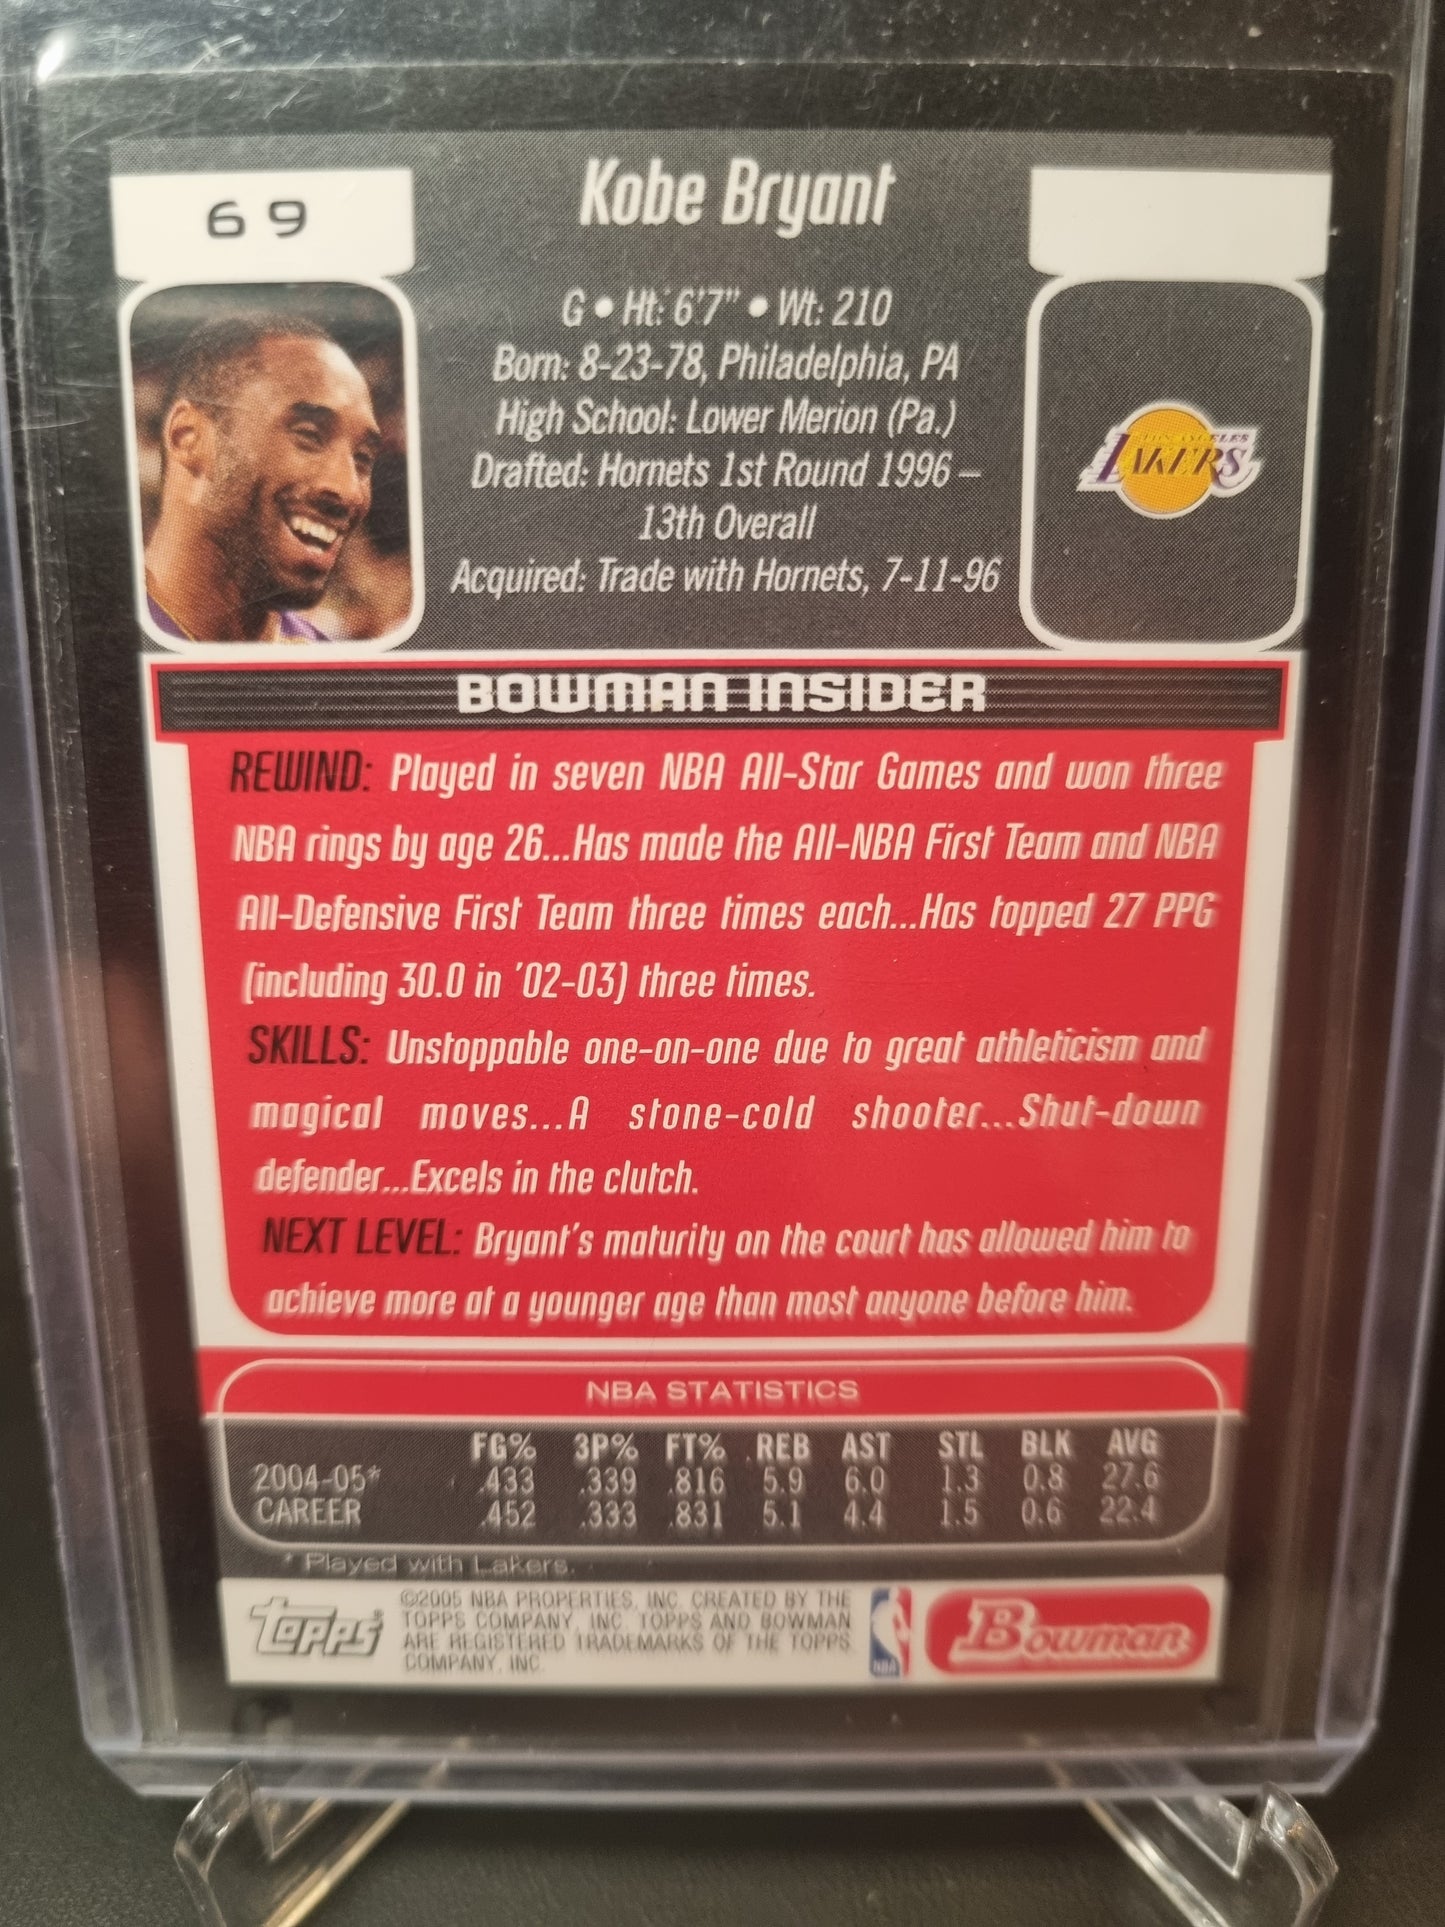 69
Kobe Bryant
G • Ht: 6'7" • Wt: 210
Born: 8-23-78, Philadelphia, PA
High School: Lower Merion (Pa.)
Drafted: Hornets 1st Round 1996 –
13th Overall
Acquired: Trade with Hornets, 7-11-96
LOS ANGELES
LAKERS
BOWMAN INSIDER
REWIND: Played in seven NBA All-Star Games and won three
NBA rings by age 26...Has made the All-NBA First Team and NBA
All-Defensive First Team three times each...Has topped 27 PPG
(including 30.0 in '02-03) three times.
SKILLS: Unstoppable one-on-one due to great athleticism and
magical moves...A stone-cold shooter...Shut-down
defender...Excels in the clutch.
NEXT LEVEL: Bryant's maturity on the court has allowed him to
achieve more at a younger age than most anyone before him.
NBA STATISTICS
FG% 3P% FT% REB AST STL BLK AVG
2004-05* .433 .339 .816 5.9 6.0 1.3 0.8 27.6
CAREER .452 .333 .831 5.1 4.4 1.5 0.6 22.4
* Played with Lakers.
Topps®
©2005 NBA PROPERTIES, INC. CREATED BY THE
TOPPS COMPANY, INC. TOPPS AND BOWMAN
ARE REGISTERED TRADEMARKS OF THE TOPPS
COMPANY, INC.
NBA
Bowman